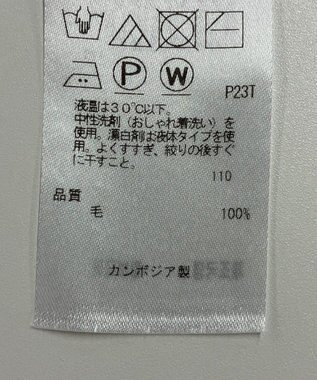 P W
P23T
液温は30℃以下。
中性洗剤（おしゃれ着洗い）を
使用。漂白剤は液体タイプを使
用。よくすすぎ、絞りの後すぐ
に干すこと。
110
品質
毛 100%
カンボジア製